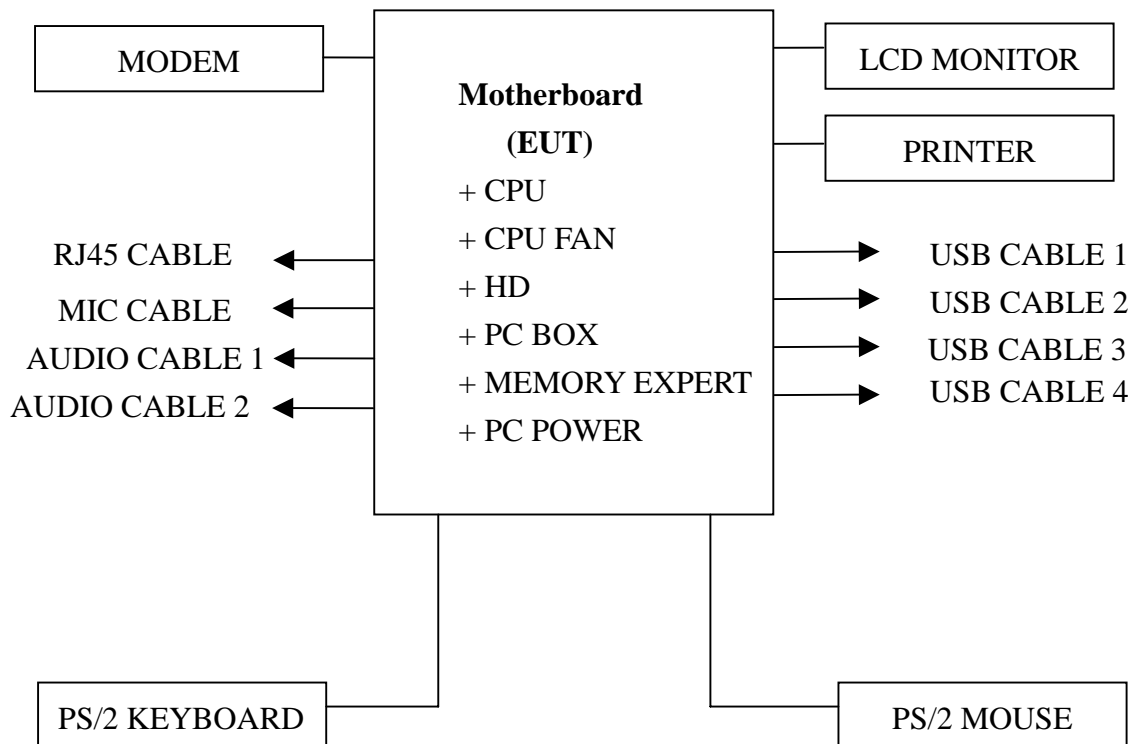 MODEM
LCD MONITOR
PRINTER
Motherboard
(EUT)
+ CPU
+ CPU FAN
+ HD
+ PC BOX
+ MEMORY EXPERT
+ PC POWER
RJ45 CABLE
MIC CABLE
AUDIO CABLE 1
AUDIO CABLE 2
USB CABLE 1
USB CABLE 2
USB CABLE 3
USB CABLE 4
PS/2 KEYBOARD
PS/2 MOUSE